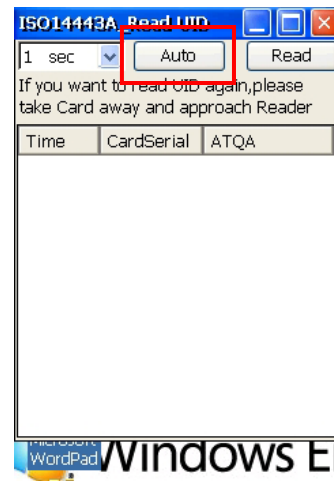 ISO14443A_Read UID
1 sec
Auto
Read
If you want to read UID again,please
take Card away and approach Reader
Time
CardSerial
ATQA
Microsoft
WordPad
Windows E